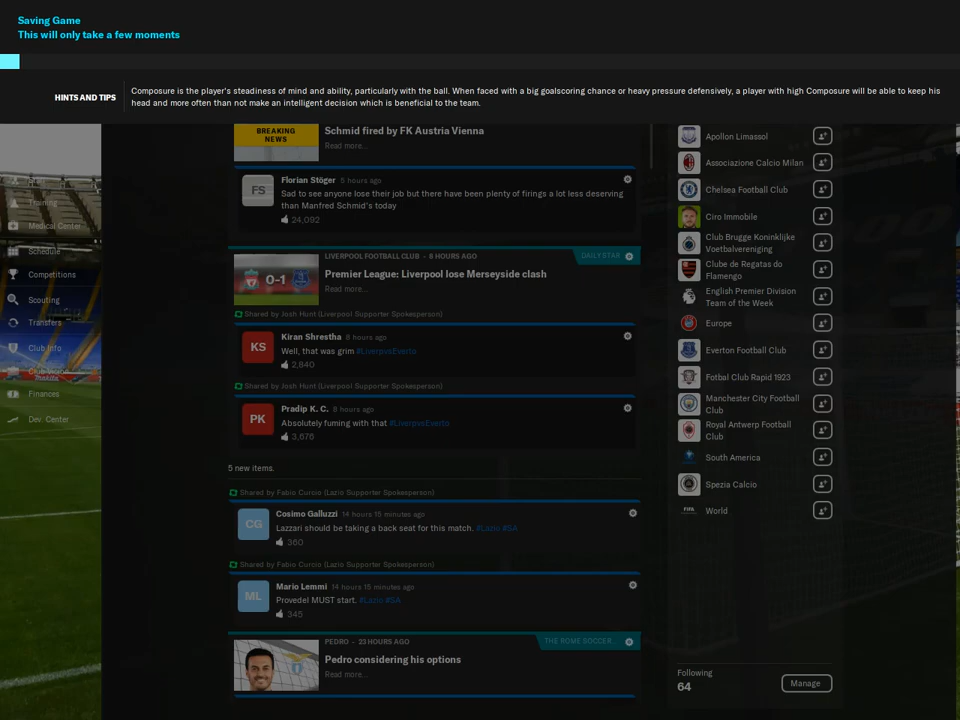 Saving Game
This will only take a few moments
HINTS AND TIPS
Composure is the player's steadiness of mind and ability, particularly with the ball. When faced with a big goalscoring chance or heavy pressure defensively, a player with high Composure will be able to keep his
head and more often than not make an intelligent decision which is beneficial to the team.
Training
Medical Center
Schedule
Competitions
Scouting
Transfers
Club Info
Club Vision
Finances
Dev. Center
BREAKING
NEWS
Schmid fired by FK Austria Vienna
Read more...
FS
Florian Stöger 5 hours ago
Sad to see anyone lose their job but there have been plenty of firings a lot less deserving
than Manfred Schmid's today
24,092
LIVERPOOL FOOTBALL CLUB - 8 HOURS AGO
DAILY STAR
0-1
Premier League: Liverpool lose Merseyside clash
Read more...
Shared by Josh Hunt (Liverpool Supporter Spokesperson)
KS
Kiran Shrestha 8 hours ago
Well, that was grim #LiverpvsEverto
2,840
Shared by Josh Hunt (Liverpool Supporter Spokesperson)
PK
Pradip K. C. 8 hours ago
Absolutely fuming with that #LiverpvsEverto
3,676
5 new items.
Shared by Fabio Curcio (Lazio Supporter Spokesperson)
CG
Cosimo Galluzzi 14 hours 15 minutes ago
Lazzari should be taking a back seat for this match. #Lazio #SA
360
Shared by Fabio Curcio (Lazio Supporter Spokesperson)
ML
Mario Lemmi 14 hours 15 minutes ago
Provedel MUST start. #Lazio #SA
345
PEDRO - 23 HOURS AGO
THE ROME SOCCER...
Pedro considering his options
Read more...
Apollon Limassol
Associazione Calcio Milan
Chelsea Football Club
Ciro Immobile
Club Brugge Koninklijke
Voetbalvereniging
Clube de Regatas do
Flamengo
English Premier Division
Team of the Week
Europe
Everton Football Club
Fotbal Club Rapid 1923
Manchester City Football
Club
Royal Antwerp Football
Club
South America
Spezia Calcio
FIFA
World
Following
64
Manage